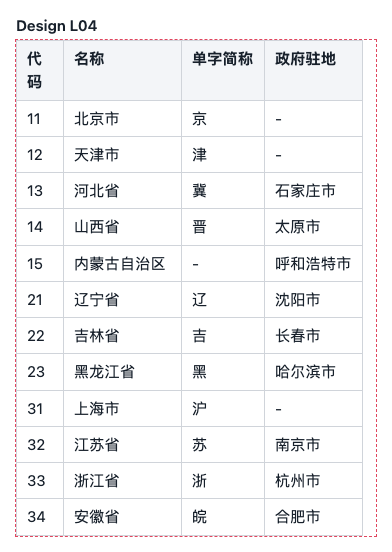 Design L04
代码 名称 单字简称 政府驻地
11 北京市 京 -
12 天津市 津 -
13 河北省 冀 石家庄市
14 山西省 晋 太原市
15 内蒙古自治区 - 呼和浩特市
21 辽宁省 辽 沈阳市
22 吉林省 吉 长春市
23 黑龙江省 黑 哈尔滨市
31 上海市 沪 -
32 江苏省 苏 南京市
33 浙江省 浙 杭州市
34 安徽省 皖 合肥市